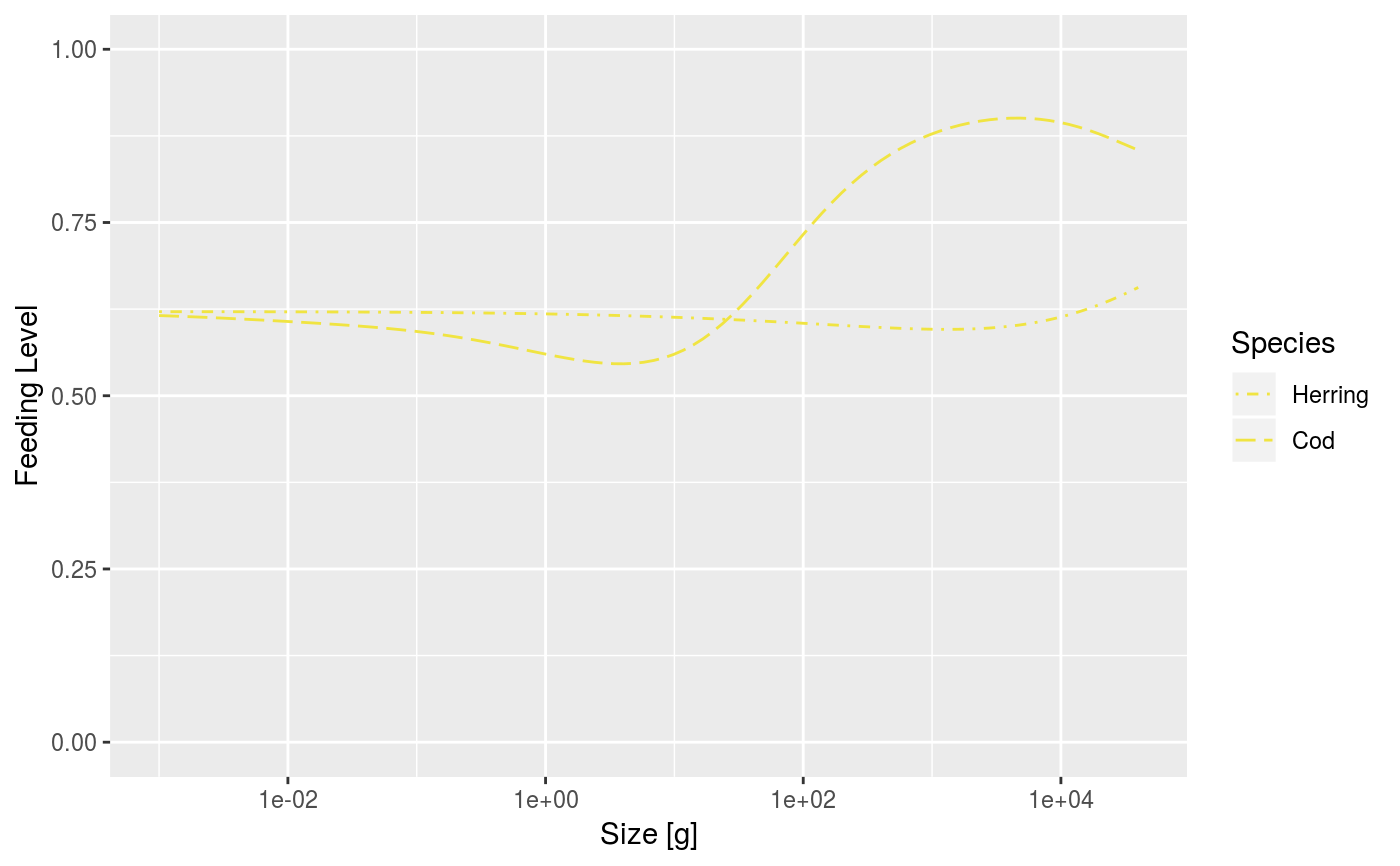 1.00
0.75
0.50
0.25
0.00
Feeding Level
1e-02
1e+00
1e+02
1e+04
Size [g]
Species
Herring
Cod